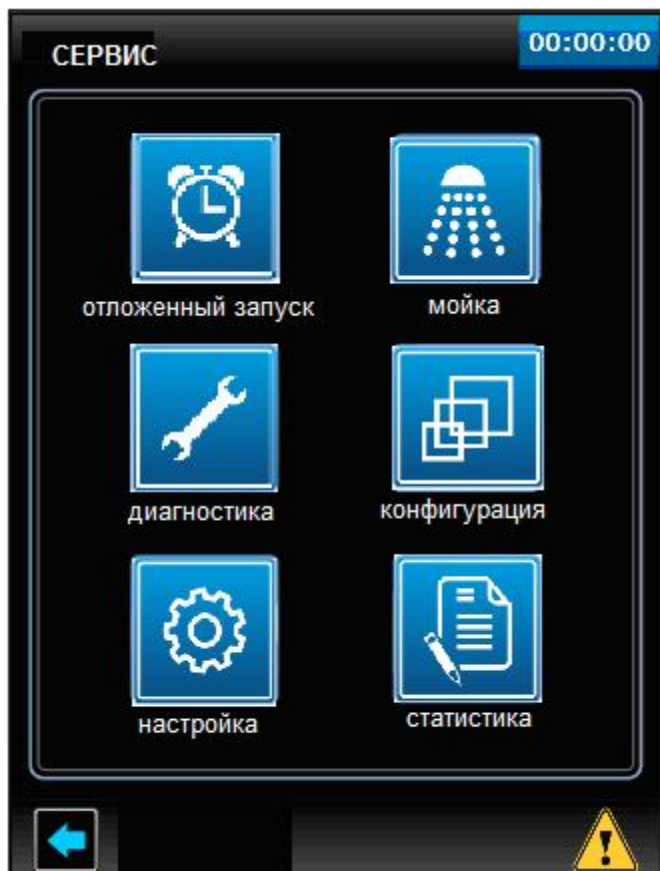 СЕРВИС
00:00:00
отложенный запуск
мойка
диагностика
конфигурация
настройка
статистика